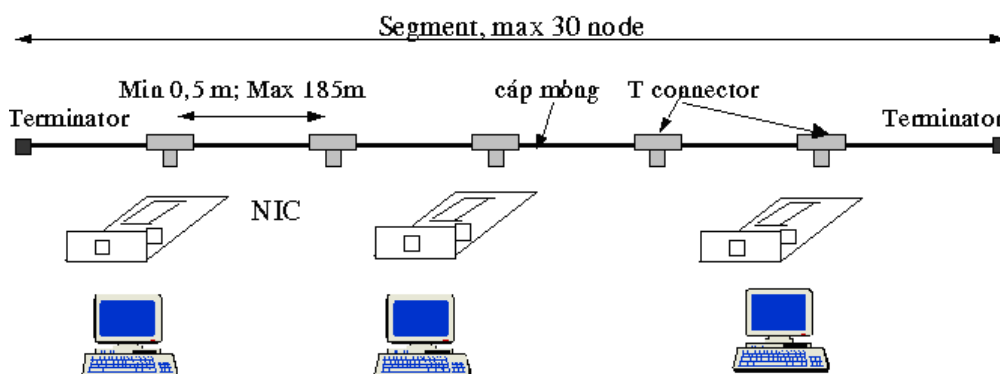 Segment, max 30 node
Min 0,5 m; Max 185m
cáp mỏng
T connector
Terminator
Terminator
NIC